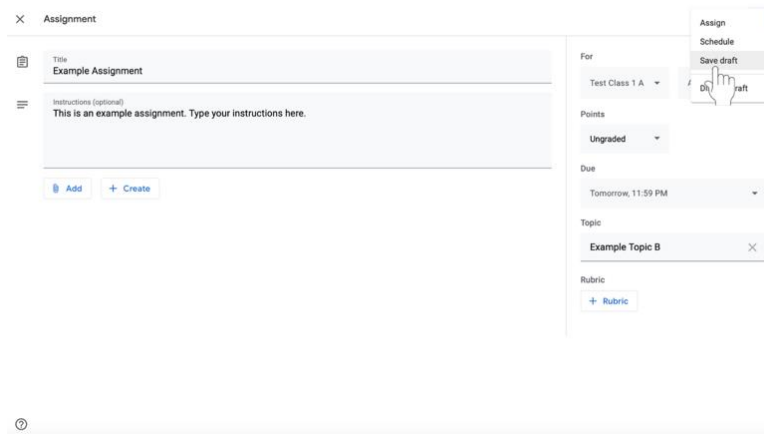 Assignment
Assign
Schedule
Save draft
Title
Example Assignment
Instructions (optional)
This is an example assignment. Type your instructions here.
Add
+ Create
For
Test Class 1 A
Points
Ungraded
Due
Tomorrow, 11:59 PM
Topic
Example Topic B
Rubric
+ Rubric